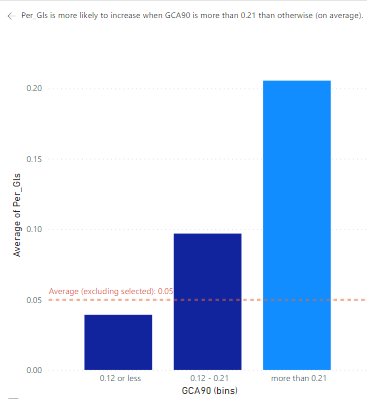 ← Per_Gls is more likely to increase when GCA90 is more than 0.21 than otherwise (on average).
0.20
0.15
0.10
0.05
0.00
Average of Per_Gls
Average (excluding selected): 0.05
0.12 or less
0.12 - 0.21
more than 0.21
GCA90 (bins)